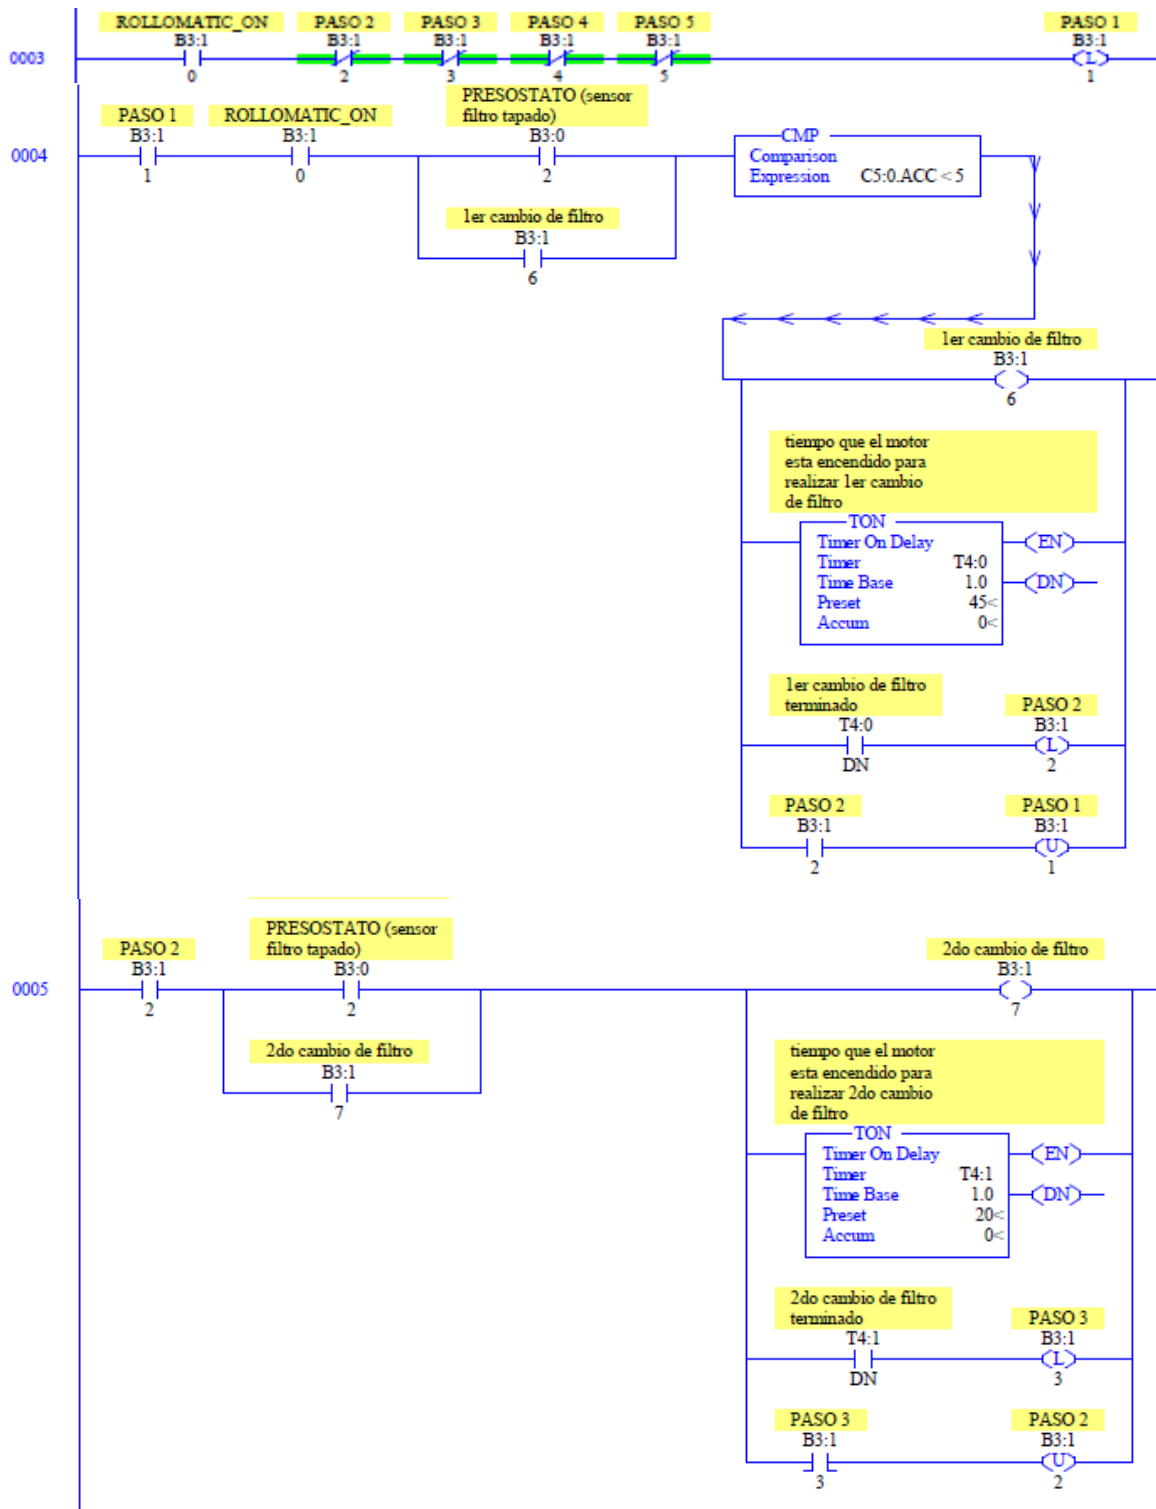 ROLLOMATIC_ON PASO 2 PASO 3 PASO 4 PASO 5 PASO 1
B3:1 B3:1 B3:1 B3:1 B3:1 B3:1
0003 L
0 2 3 4 5 1
PRESOSTATO (sensor
filtro tapado)
PASO 1 ROLLOMATIC_ON
B3:1 B3:1 B3:0
0004
1 0 2
CMP
Comparison
Expression C5:0.ACC < 5
1er cambio de filtro
B3:1
6
1er cambio de filtro
B3:1
6
tiempo que el motor
esta encendido para
realizar 1er cambio
de filtro
TON
Timer On Delay EN
Timer T4:0
Time Base 1.0 DN
Preset 45<
Accum 0<
1er cambio de filtro
terminado PASO 2
T4:0 B3:1
L
DN 2
PASO 2 PASO 1
B3:1 B3:1
U
2 1
PRESOSTATO (sensor
filtro tapado)
PASO 2 2do cambio de filtro
B3:1 B3:0 B3:1
0005
2 2 7
2do cambio de filtro
B3:1
7
tiempo que el motor
esta encendido para
realizar 2do cambio
de filtro
TON
Timer On Delay EN
Timer T4:1
Time Base 1.0 DN
Preset 20<
Accum 0<
2do cambio de filtro
terminado PASO 3
T4:1 B3:1
L
DN 3
PASO 3 PASO 2
B3:1 B3:1
U
3 2